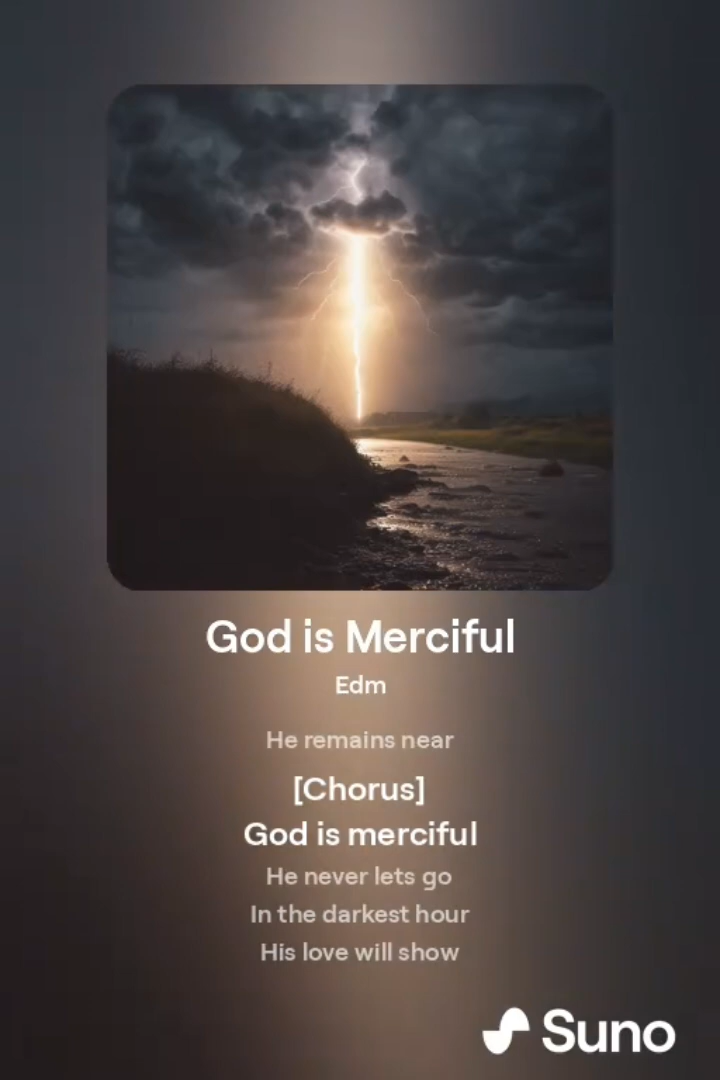 God is Merciful
Edm
He remains near
[Chorus]
God is merciful
He never lets go
In the darkest hour
His love will show
Suno